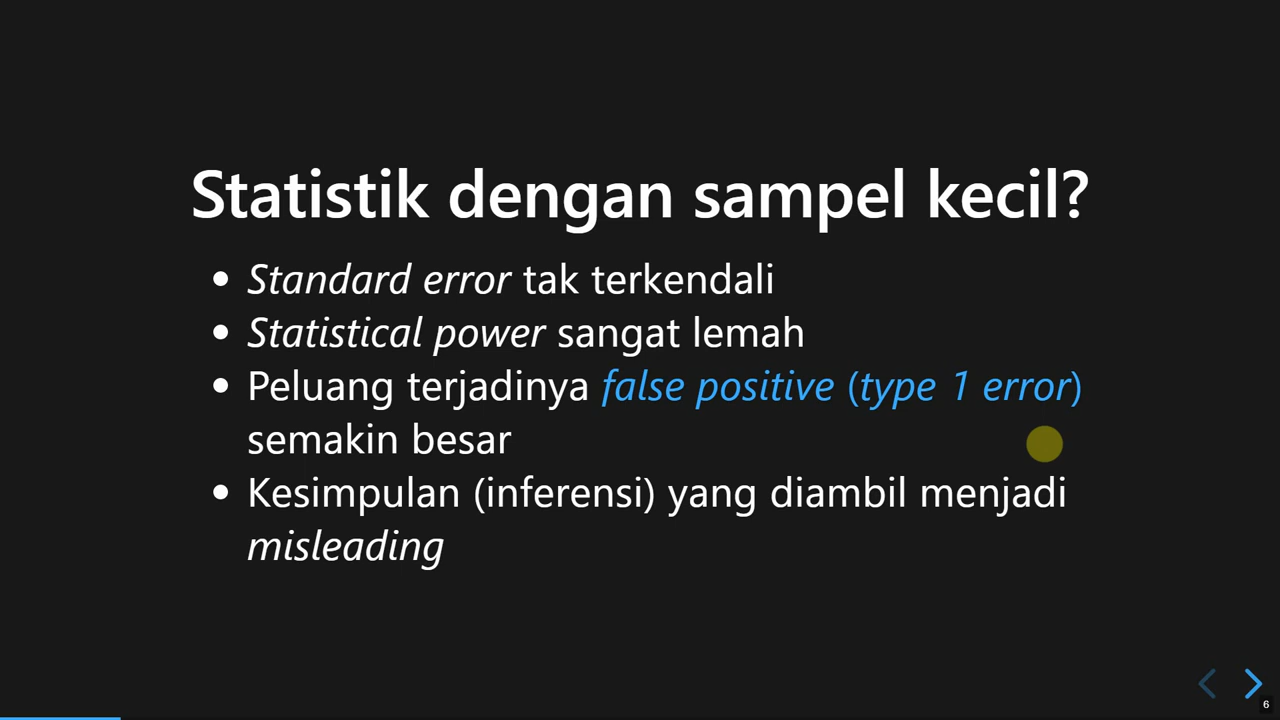 Statistik dengan sampel kecil?
• Standard error tak terkendali
• Statistical power sangat lemah
• Peluang terjadinya false positive (type 1 error)
semakin besar
• Kesimpulan (inferensi) yang diambil menjadi
misleading
6